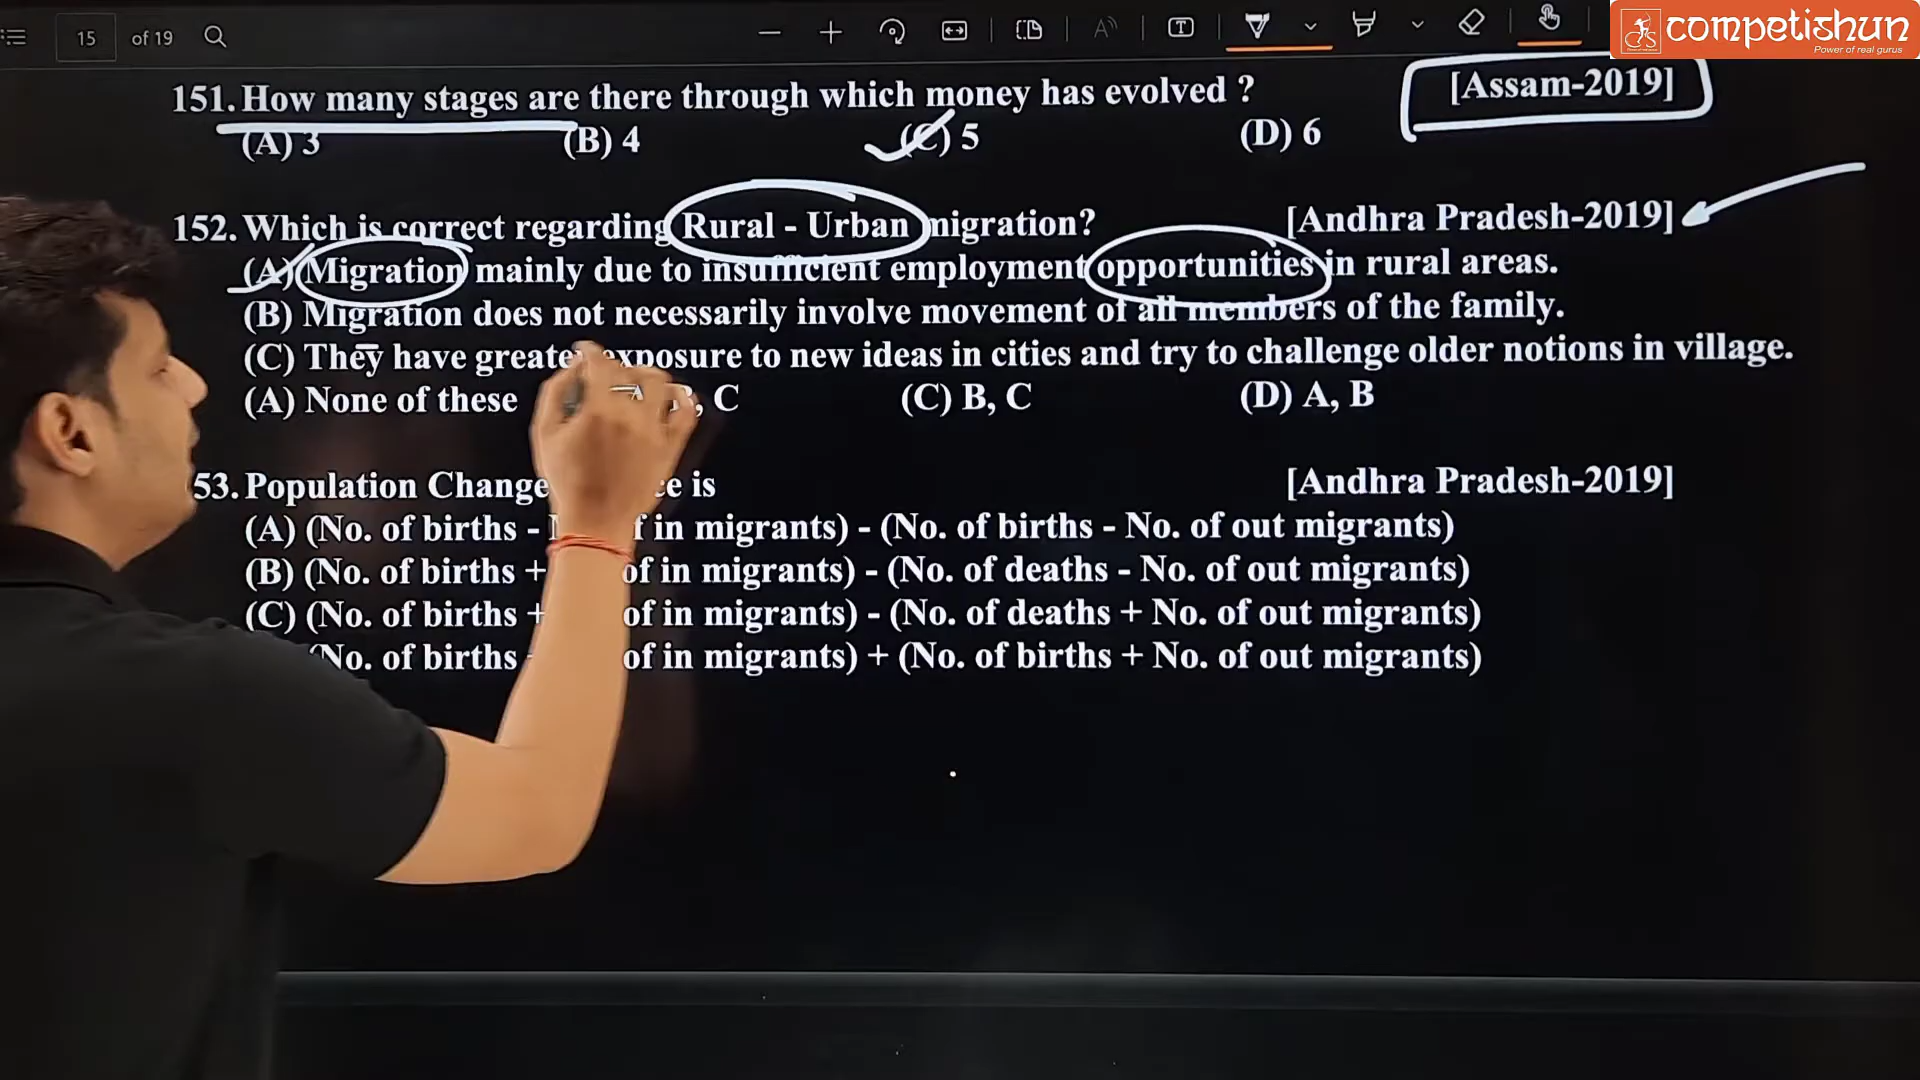 15 of 19
competishun
Power of real gurus
151. How many stages are there through which money has evolved ? [Assam-2019]
(A) 3 (B) 4 (C) 5 (D) 6
152. Which is correct regarding Rural - Urban migration? [Andhra Pradesh-2019]
(A) Migration mainly due to insufficient employment opportunities in rural areas.
(B) Migration does not necessarily involve movement of all members of the family.
(C) They have greater exposure to new ideas in cities and try to challenge older notions in village.
(A) None of these , C (C) B, C (D) A, B
53. Population Change is [Andhra Pradesh-2019]
(A) (No. of births - in migrants) - (No. of births - No. of out migrants)
(B) (No. of births + of in migrants) - (No. of deaths - No. of out migrants)
(C) (No. of births + of in migrants) - (No. of deaths + No. of out migrants)
No. of births of in migrants) + (No. of births + No. of out migrants)